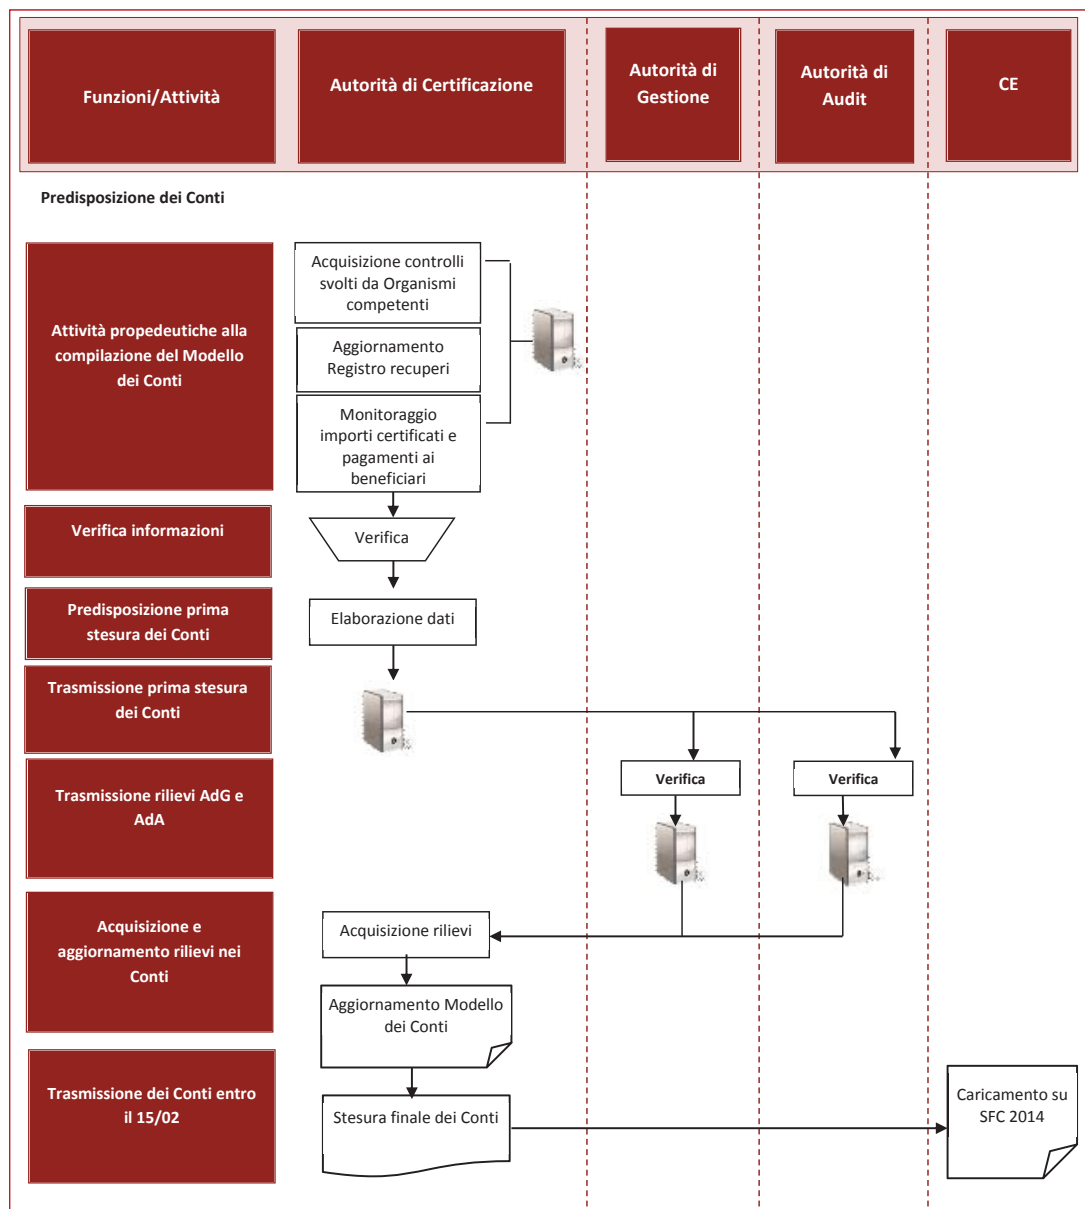 Funzioni/Attività
Autorità di Certificazione
Autorità di
Gestione
Autorità di
Audit
CE
Predisposizione dei Conti
Attività propedeutiche alla
compilazione del Modello
dei Conti
Acquisizione controlli
svolti da Organismi
competenti
Aggiornamento
Registro recuperi
Monitoraggio
importi certificati e
pagamenti ai
beneficiari
Verifica informazioni
Verifica
Predisposizione prima
stesura dei Conti
Elaborazione dati
Trasmissione prima stesura
dei Conti
Trasmissione rilievi AdG e
AdA
Verifica
Verifica
Acquisizione e
aggiornamento rilievi nei
Conti
Acquisizione rilievi
Aggiornamento Modello
dei Conti
Trasmissione dei Conti entro
il 15/02
Stesura finale dei Conti
Caricamento su
SFC 2014